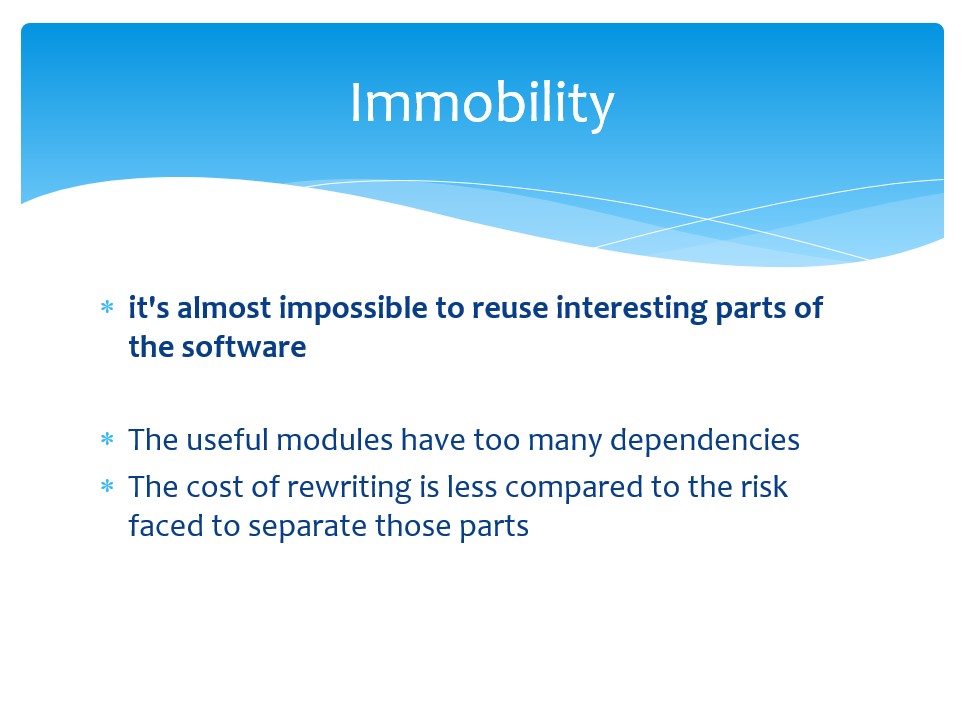 Immobility
* it's almost impossible to reuse interesting parts of
the software
* The useful modules have too many dependencies
* The cost of rewriting is less compared to the risk
faced to separate those parts